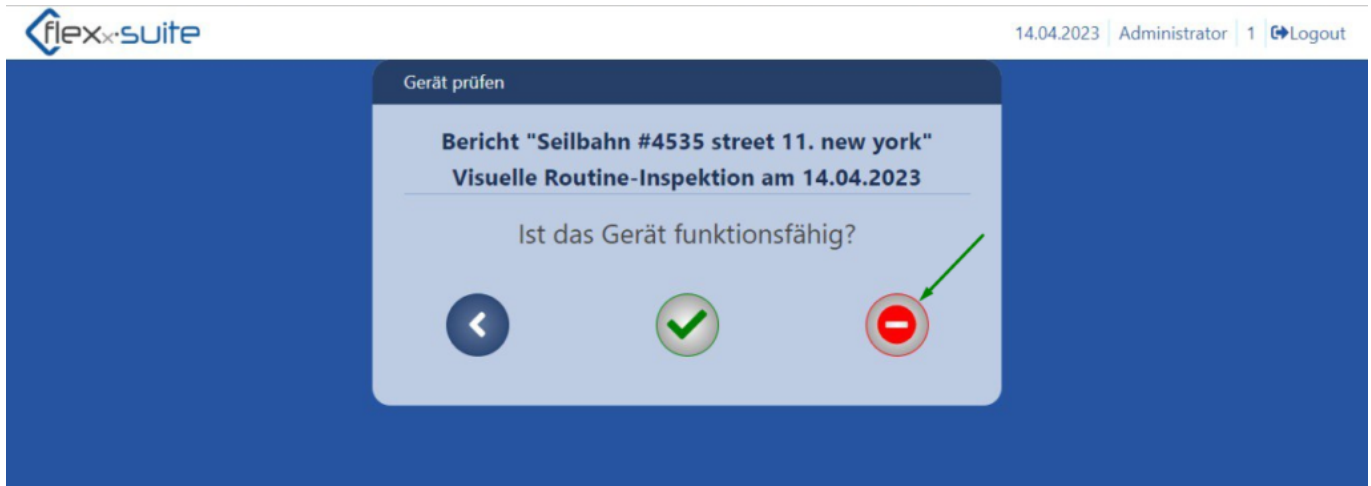 flexx·suite
14.04.2023 Administrator 1 Logout
Gerät prüfen
Bericht "Seilbahn #4535 street 11. new york"
Visuelle Routine-Inspektion am 14.04.2023
Ist das Gerät funktionsfähig?